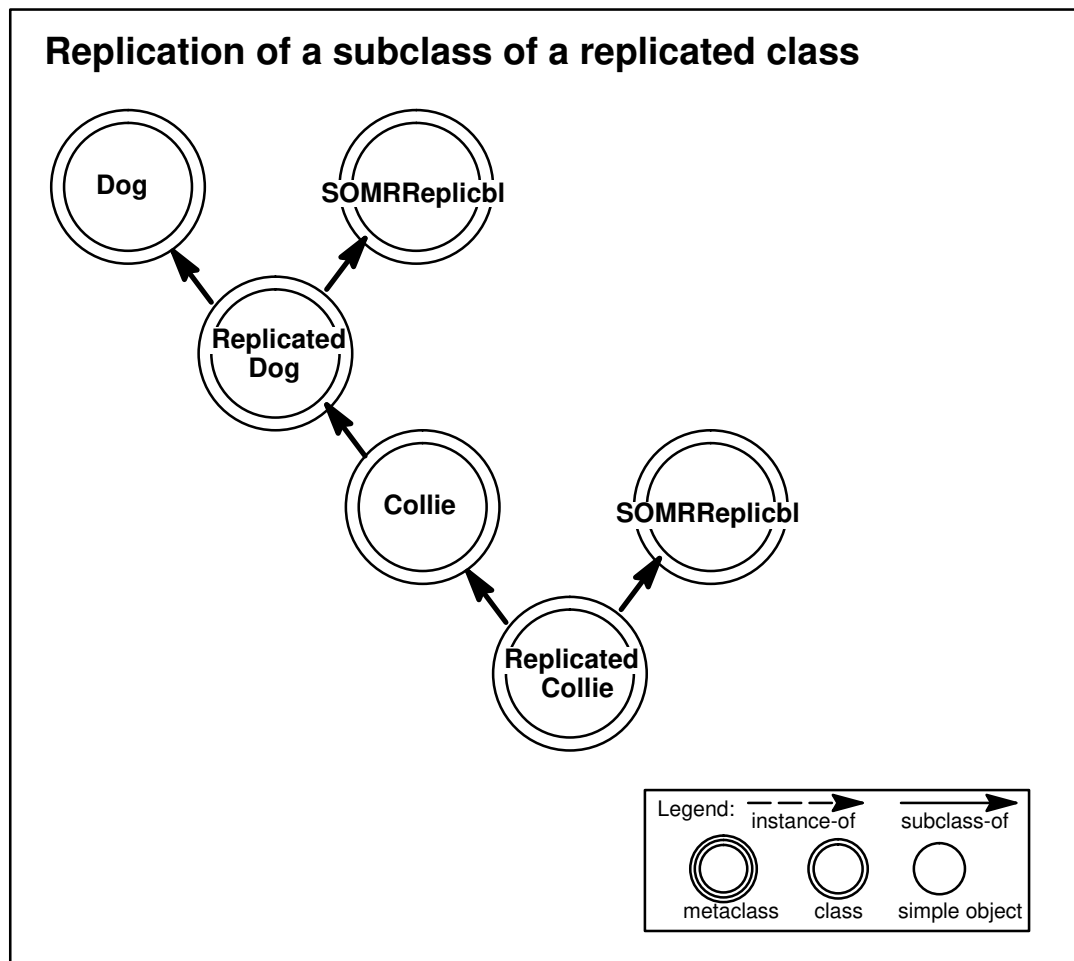 Replication of a subclass of a replicated class
Dog
SOMRReplicbl
Replicated
Dog
Collie
SOMRReplicbl
Replicated
Collie
Legend:
instance-of
subclass-of
metaclass
class
simple object